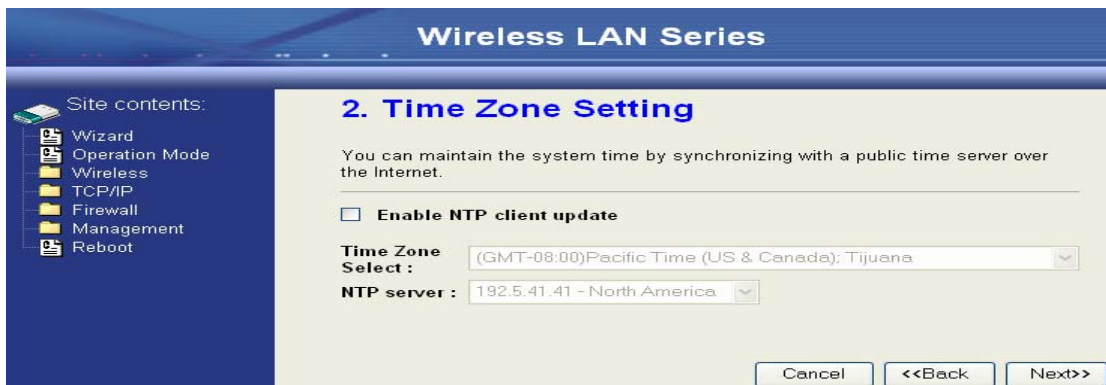 Wireless LAN Series
Site contents:
Wizard
Operation Mode
Wireless
TCP/IP
Firewall
Management
Reboot
2. Time Zone Setting
You can maintain the system time by synchronizing with a public time server over
the Internet.
Enable NTP client update
Time Zone
Select :
(GMT-08:00)Pacific Time (US & Canada); Tijuana
NTP server :
192.5.41.41 - North America
Cancel
<<Back
Next>>